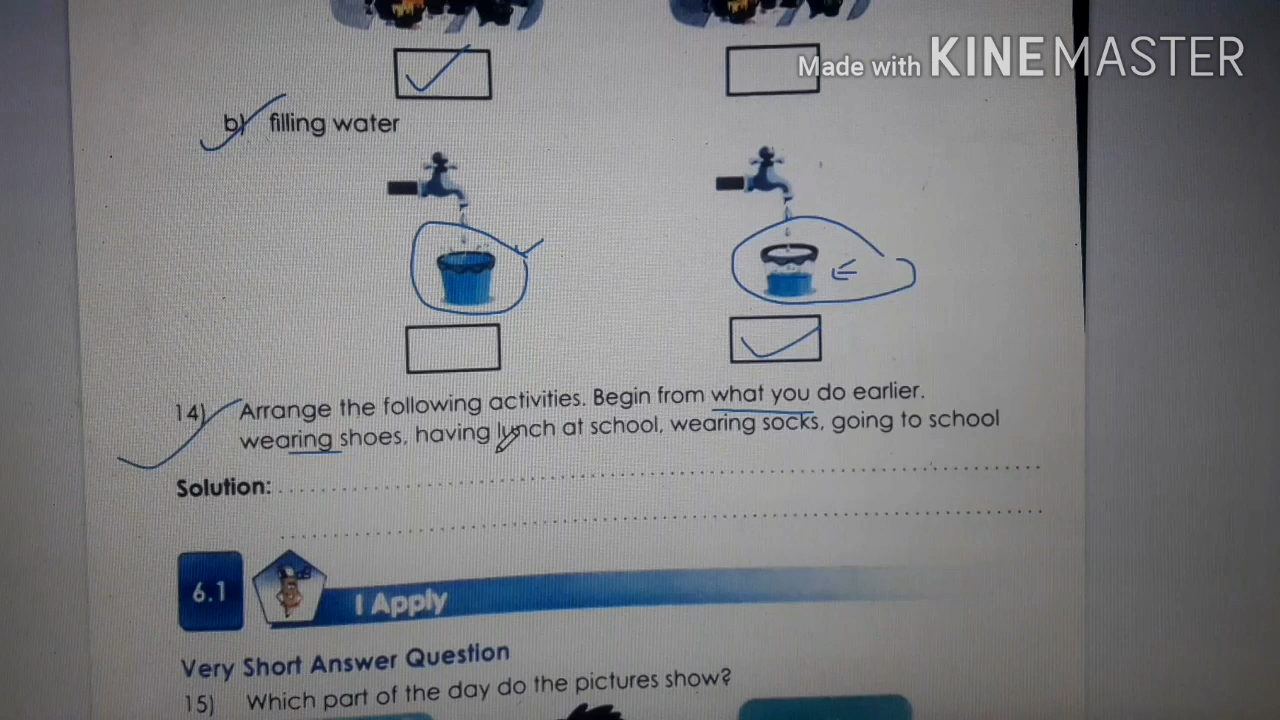 Made with KINEMASTER
b) filling water
14) Arrange the following activities. Begin from what you do earlier.
wearing shoes, having lunch at school, wearing socks, going to school
Solution:
6.1
I Apply
Very Short Answer Question
15) Which part of the day do the pictures show?